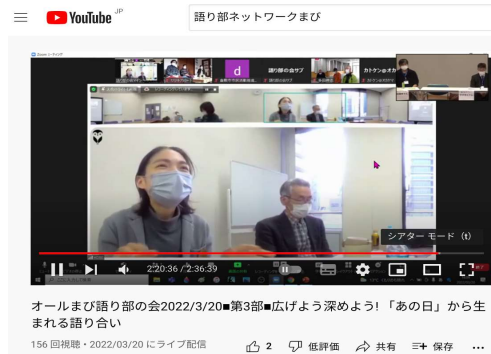 YouTube JP
語り部ネットワークまび
d
語り部の会サブ
カトケン@オカ
シアター モード（t）
2:20:36 / 2:36:39
オールまび語り部の会2022/3/20■第3部■広げよう深めよう! 「あの日」から生
まれる語り合い
156 回視聴・2022/03/20 にライブ配信
2
低評価
共有
保存